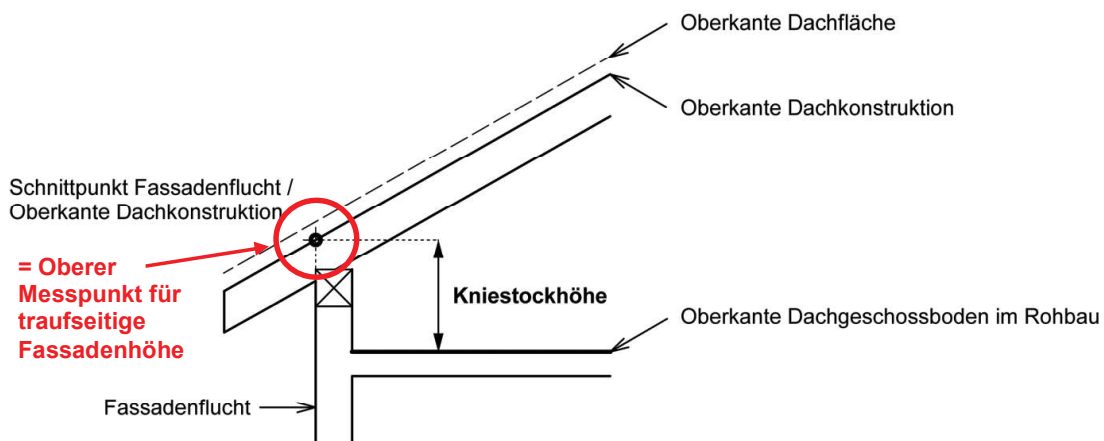 Oberkante Dachfläche
Oberkante Dachkonstruktion
Schnittpunkt Fassadenflucht /
Oberkante Dachkonstruktion
= Oberer
Messpunkt für
traufseitige
Fassadenhöhe
Kniestockhöhe
Oberkante Dachgeschossboden im Rohbau
Fassadenflucht